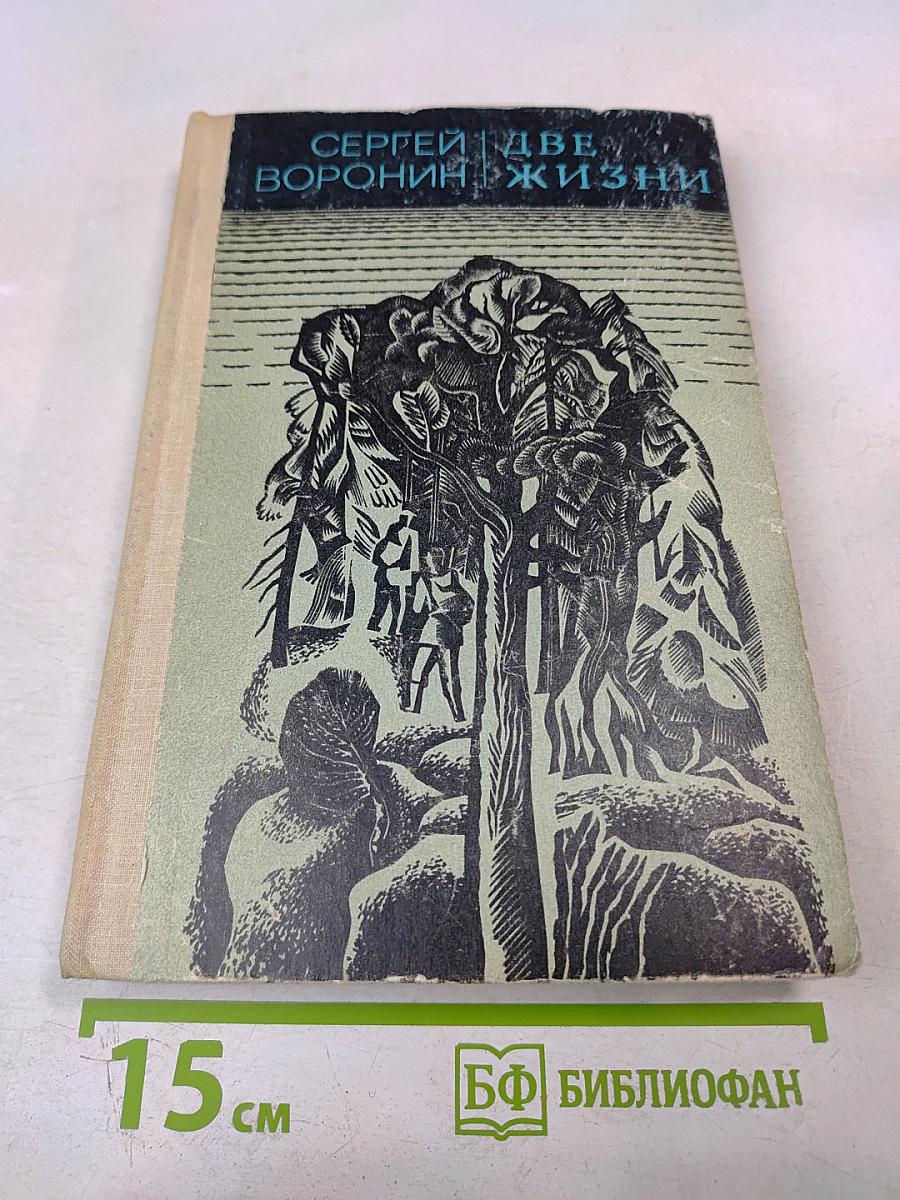 СЕРГЕЙ
ВОРОНИН
ДВЕ
ЖИЗНИ
15 см
БФ БИБЛИОФАН